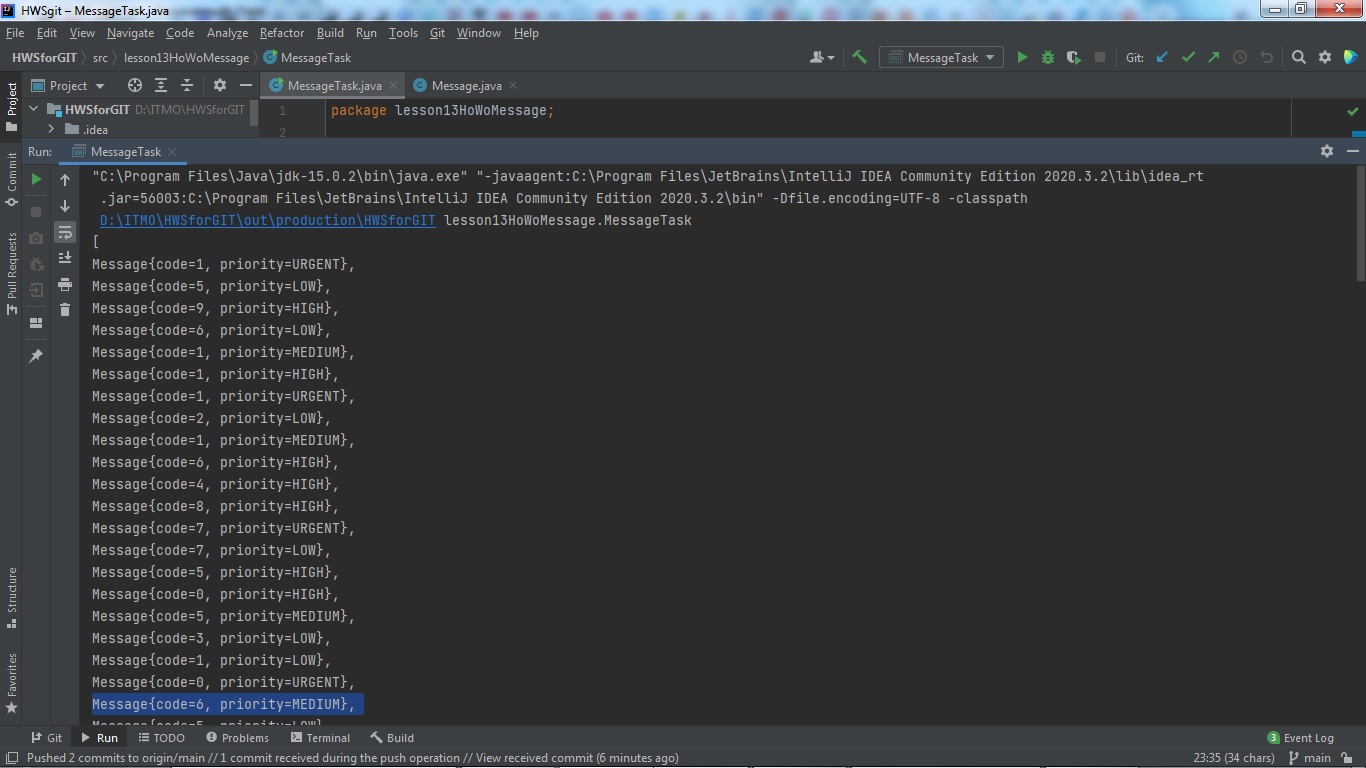 HWSgit – MessageTask.java
File Edit View Navigate Code Analyze Refactor Build Run Tools Git Window Help
HWSforGIT src lesson13HoWoMessage MessageTask MessageTask Git:
Project Project MessageTask.java Message.java
HWSforGIT D:\ITMO\HWSforGIT 1 package lesson13HoWoMessage;
.idea 2
Run: MessageTask
Commit
Pull Requests
Structure
Favorites
"C:\Program Files\Java\jdk-15.0.2\bin\java.exe" "-javaagent:C:\Program Files\JetBrains\IntelliJ IDEA Community Edition 2020.3.2\lib\idea_rt
.jar=56003:C:\Program Files\JetBrains\IntelliJ IDEA Community Edition 2020.3.2\bin" -Dfile.encoding=UTF-8 -classpath
D:\ITMO\HWSforGIT\out\production\HWSforGIT lesson13HoWoMessage.MessageTask
[
Message{code=1, priority=URGENT},
Message{code=5, priority=LOW},
Message{code=9, priority=HIGH},
Message{code=6, priority=LOW},
Message{code=1, priority=MEDIUM},
Message{code=1, priority=HIGH},
Message{code=1, priority=URGENT},
Message{code=2, priority=LOW},
Message{code=1, priority=MEDIUM},
Message{code=6, priority=HIGH},
Message{code=4, priority=HIGH},
Message{code=8, priority=HIGH},
Message{code=7, priority=URGENT},
Message{code=7, priority=LOW},
Message{code=5, priority=HIGH},
Message{code=0, priority=HIGH},
Message{code=5, priority=MEDIUM},
Message{code=3, priority=LOW},
Message{code=1, priority=LOW},
Message{code=0, priority=URGENT},
Message{code=6, priority=MEDIUM},
Git Run TODO Problems Terminal Build 3 Event Log
Pushed 2 commits to origin/main // 1 commit received during the push operation // View received commit (6 minutes ago) 23:35 (34 chars) main